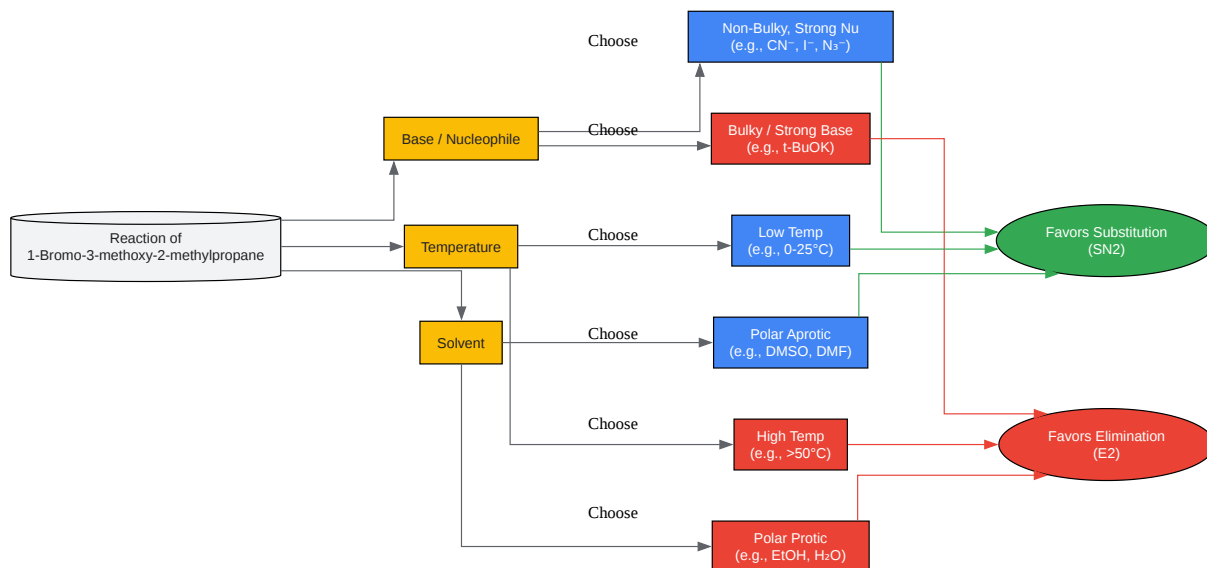 Choose
Non-Bulky, Strong Nu
(e.g., CN⁻, I⁻, N₃⁻)
Base / Nucleophile
Choose
Bulky / Strong Base
(e.g., t-BuOK)
Reaction of
1-Bromo-3-methoxy-2-methylpropane
Temperature
Choose
Low Temp
(e.g., 0-25°C)
Favors Substitution
(SN2)
Solvent
Choose
Polar Aprotic
(e.g., DMSO, DMF)
Choose
High Temp
(e.g., >50°C)
Favors Elimination
(E2)
Choose
Polar Protic
(e.g., EtOH, H₂O)